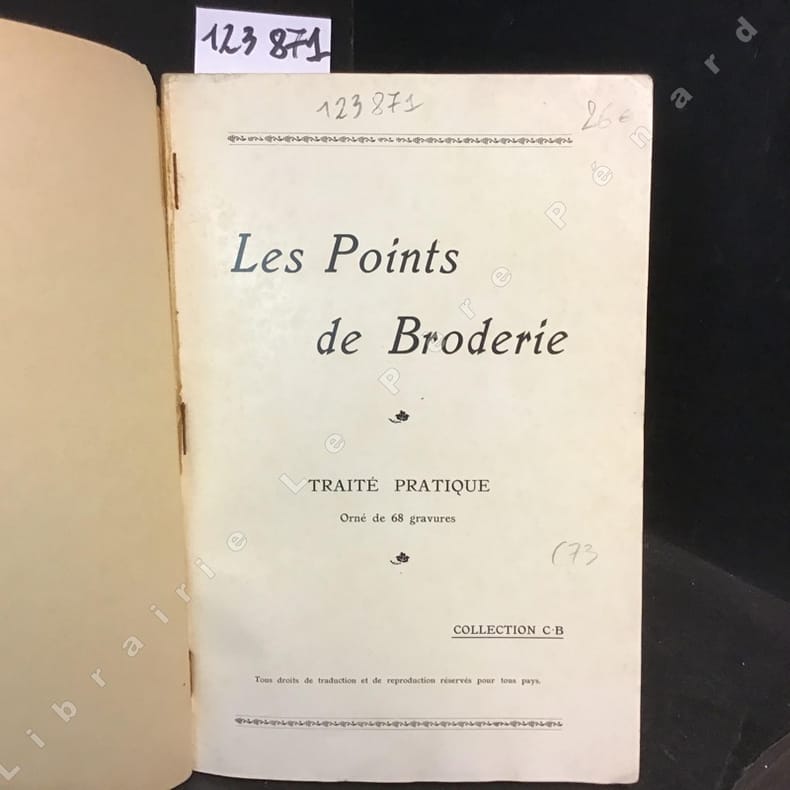 123 871
123871
26€
Les Points
de Broderie
TRAITÉ PRATIQUE
Orné de 68 gravures
C73
COLLECTION C·B
Tous droits de traduction et de reproduction réservés pour tous pays.
Librairie Le Père Pénard